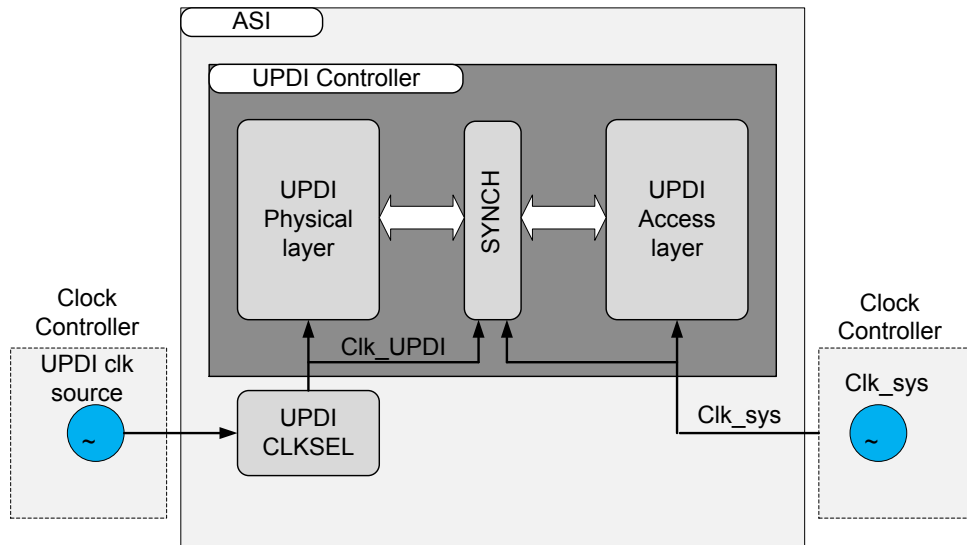 ASI
UPDI Controller
UPDI
Physical
layer
SYNCH
UPDI
Access
layer
Clock
Controller
UPDI clk
source
~
Clk_UPDI
UPDI
CLKSEL
Clk_sys
Clock
Controller
Clk_sys
~